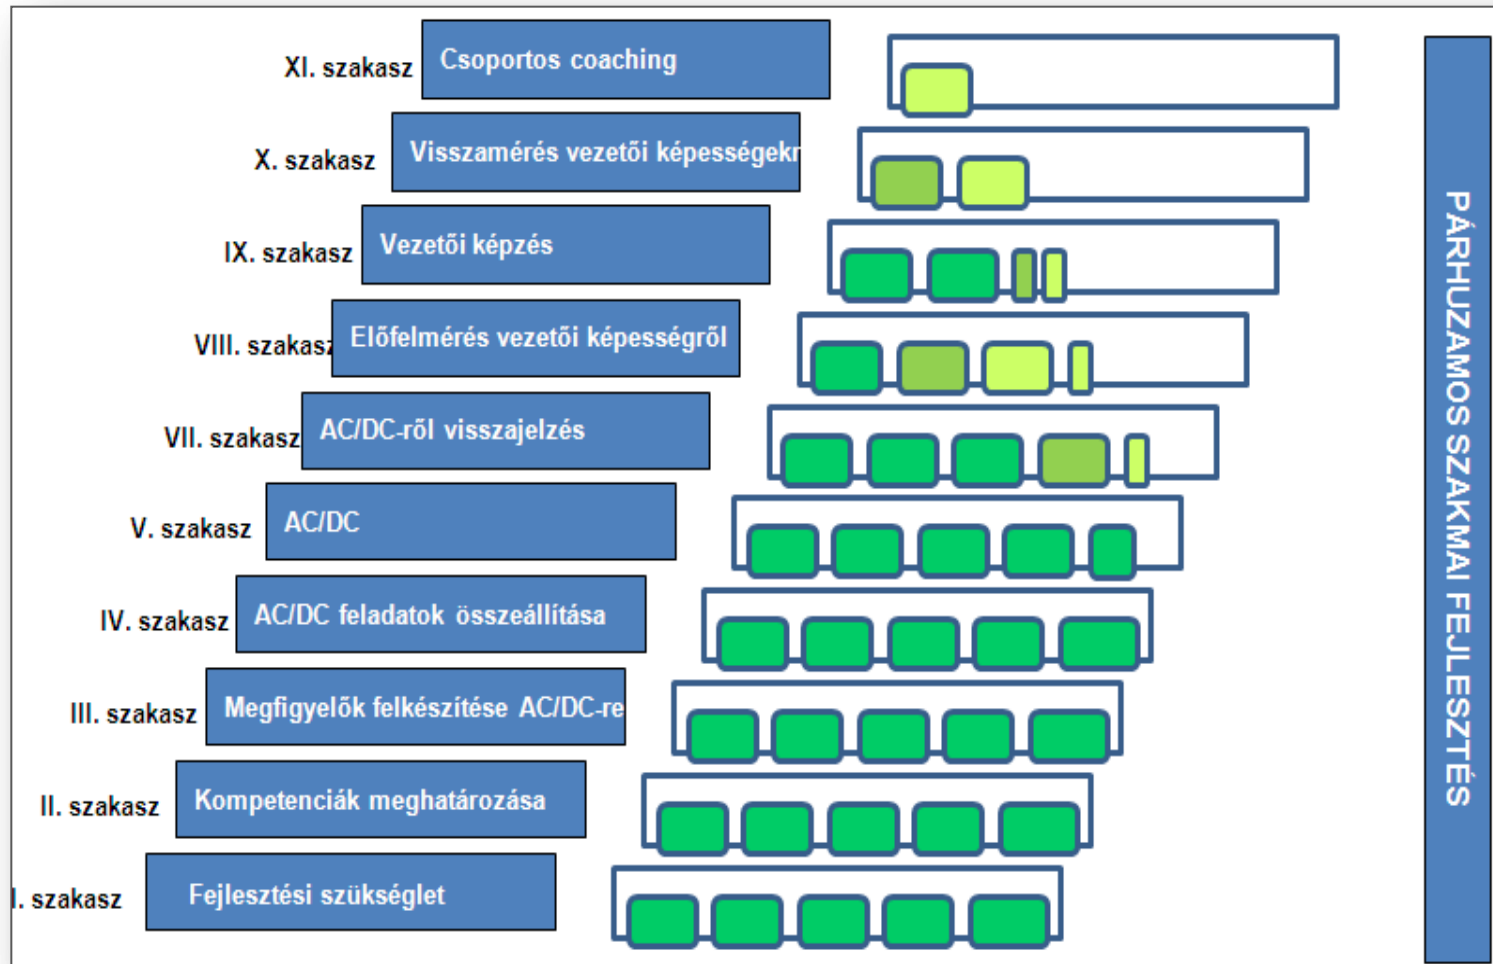 XI. szakasz Csoportos coaching
X. szakasz Visszamérés vezetői képességekr
IX. szakasz Vezetői képzés
VIII. szakasz Előfelmérés vezetői képességről
VII. szakasz AC/DC-ről visszajelzés
V. szakasz AC/DC
IV. szakasz AC/DC feladatok összeállítása
III. szakasz Megfigyelők felkészítése AC/DC-re
II. szakasz Kompetenciák meghatározása
I. szakasz Fejlesztési szükséglet
PÁRHUZAMOS SZAKMAI FEJLESZTÉS